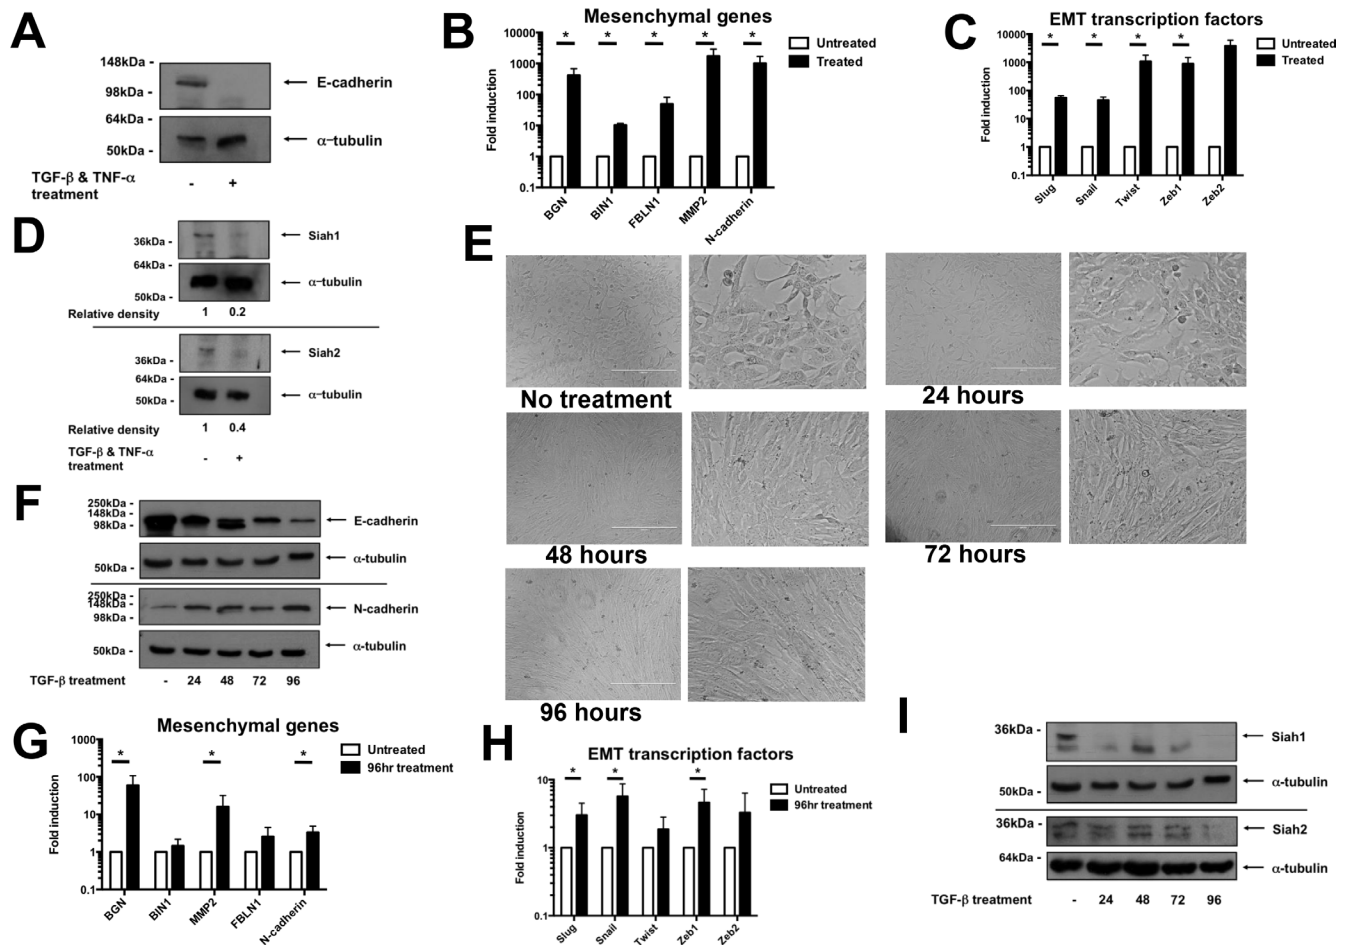 A
148kDa -
98kDa -
64kDa -
50kDa -
E-cadherin
α-tubulin
TGF-β & TNF-α
treatment
- +
B
Mesenchymal genes
Fold induction
10000
1000
100
10
1
0.1
* * * * *
Untreated
Treated
BGN
BIN1
FBLN1
MMP2
N-cadherin
C
EMT transcription factors
Fold induction
10000
1000
100
10
1
0.1
* * * *
Untreated
Treated
Slug
Snail
Twist
Zeb1
Zeb2
D
36kDa -
64kDa -
50kDa -
Siah1
α-tubulin
Relative density 1 0.2
36kDa -
64kDa -
50kDa -
Siah2
α-tubulin
Relative density 1 0.4
TGF-β & TNF-α
treatment
- +
E
No treatment
24 hours
48 hours
72 hours
96 hours
F
250kDa -
148kDa -
98kDa -
50kDa -
E-cadherin
α-tubulin
250kDa -
148kDa -
98kDa -
50kDa -
N-cadherin
α-tubulin
TGF-β treatment - 24 48 72 96
G
Mesenchymal genes
Fold induction
1000
100
10
1
0.1
* * *
Untreated
96hr treatment
BGN
BIN1
MMP2
FBLN1
N-cadherin
H
EMT transcription factors
Fold induction
10
1
0.1
* * *
Untreated
96hr treatment
Slug
Snail
Twist
Zeb1
Zeb2
I
36kDa -
50kDa -
Siah1
α-tubulin
36kDa -
64kDa -
Siah2
α-tubulin
TGF-β treatment - 24 48 72 96